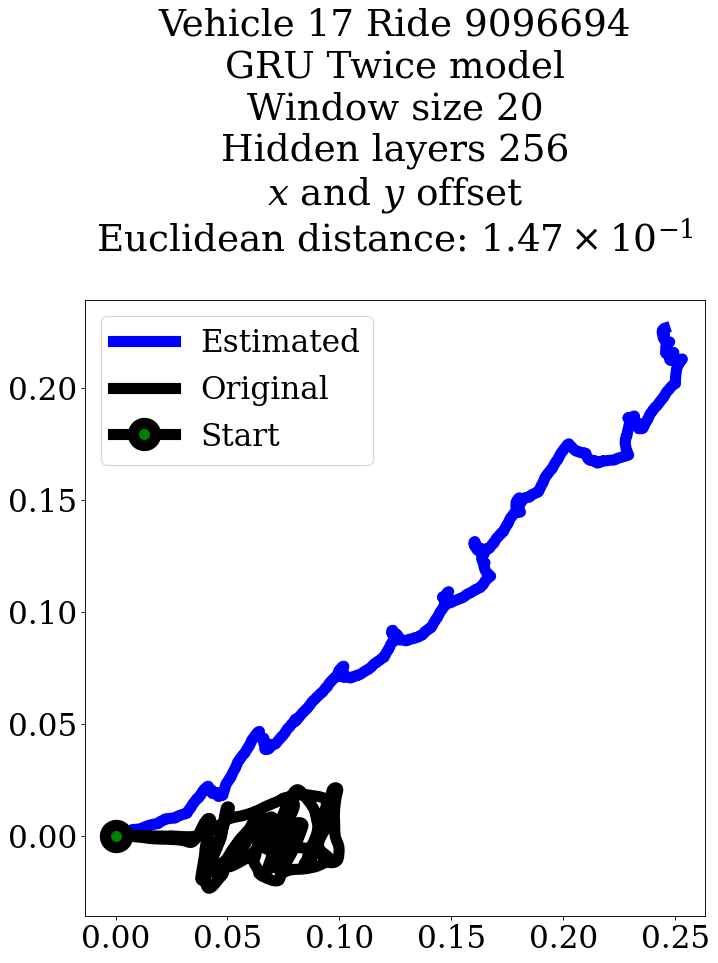 Vehicle 17 Ride 9096694
GRU Twice model
Window size 20
Hidden layers 256
x and y offset
Euclidean distance: 1.47 × 10⁻¹
Estimated
Original
Start
0.20
0.15
0.10
0.05
0.00
0.00 0.05 0.10 0.15 0.20 0.25